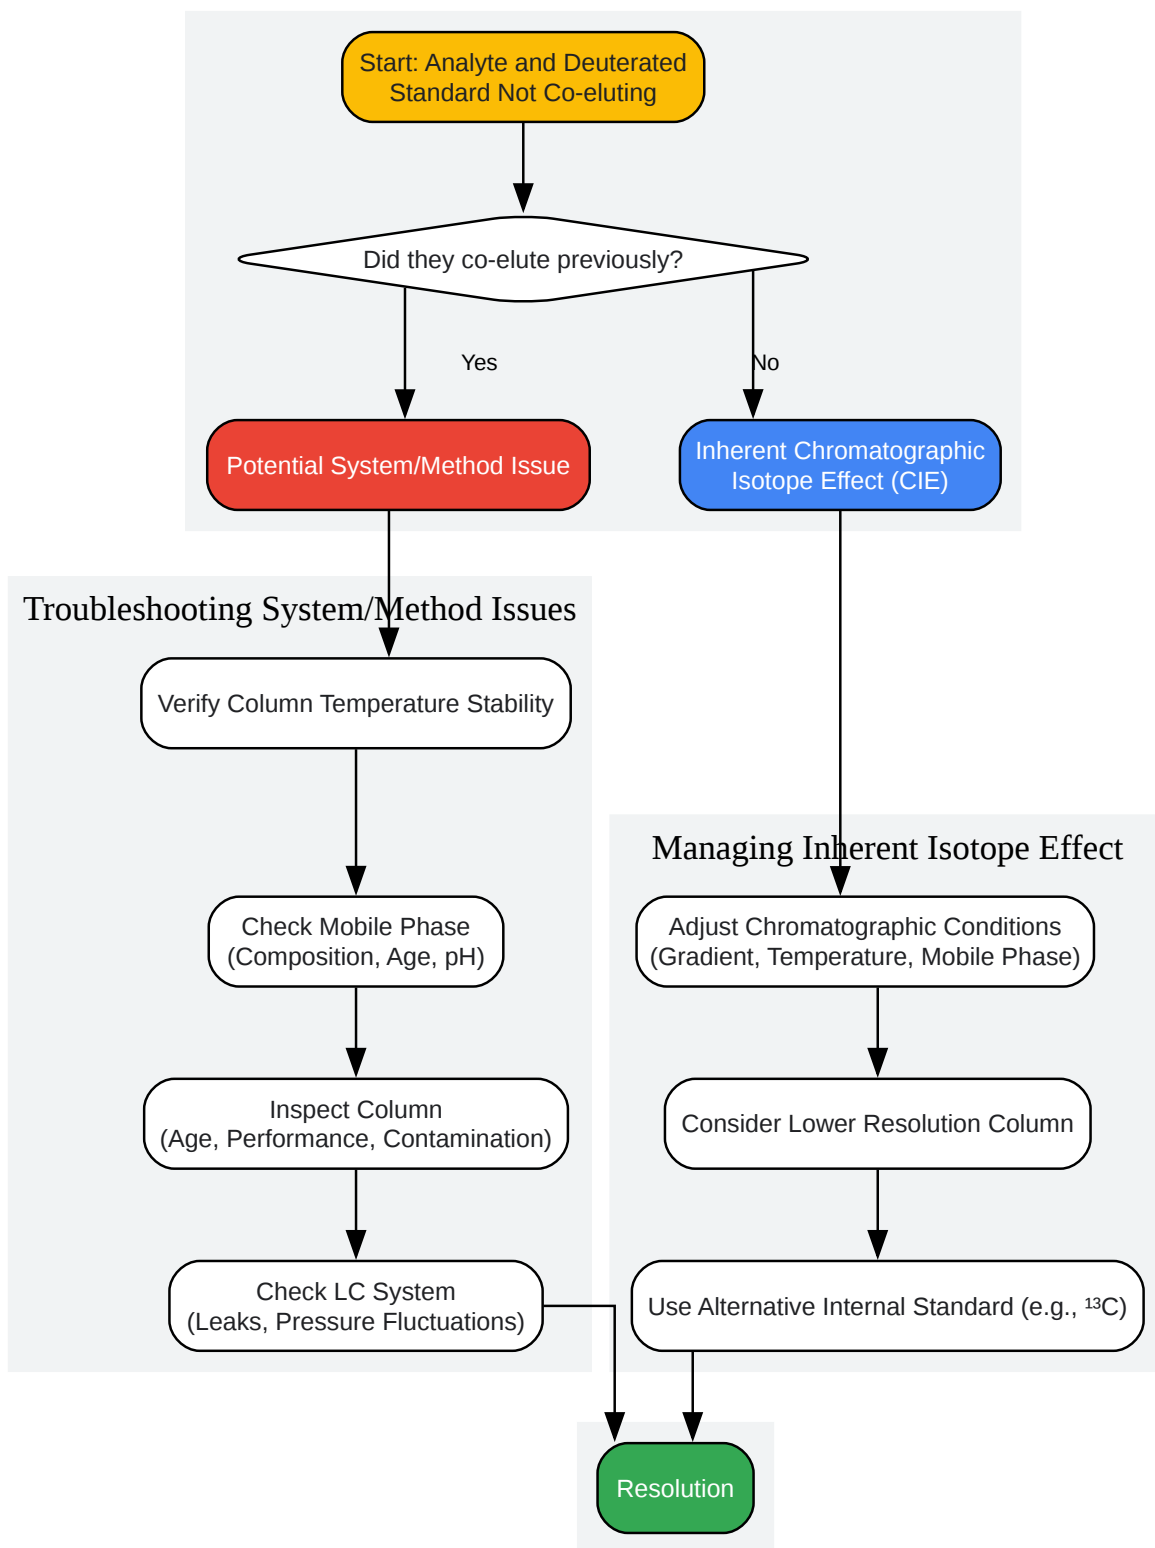 Start: Analyte and Deuterated
Standard Not Co-eluting
Did they co-elute previously?
Yes
No
Potential System/Method Issue
Inherent Chromatographic
Isotope Effect (CIE)
Troubleshooting System/Method Issues
Verify Column Temperature Stability
Check Mobile Phase
(Composition, Age, pH)
Inspect Column
(Age, Performance, Contamination)
Check LC System
(Leaks, Pressure Fluctuations)
Managing Inherent Isotope Effect
Adjust Chromatographic Conditions
(Gradient, Temperature, Mobile Phase)
Consider Lower Resolution Column
Use Alternative Internal Standard (e.g., ¹³C)
Resolution